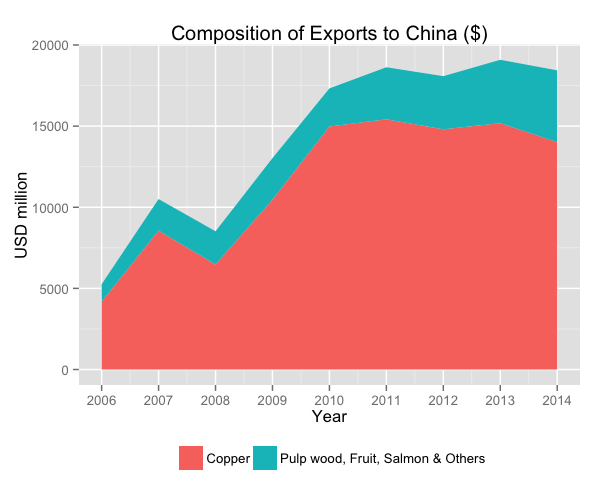 Composition of Exports to China ($)
20000
15000
10000
5000
0
USD million
2006 2007 2008 2009 2010 2011 2012 2013 2014
Year
Copper Pulp wood, Fruit, Salmon & Others